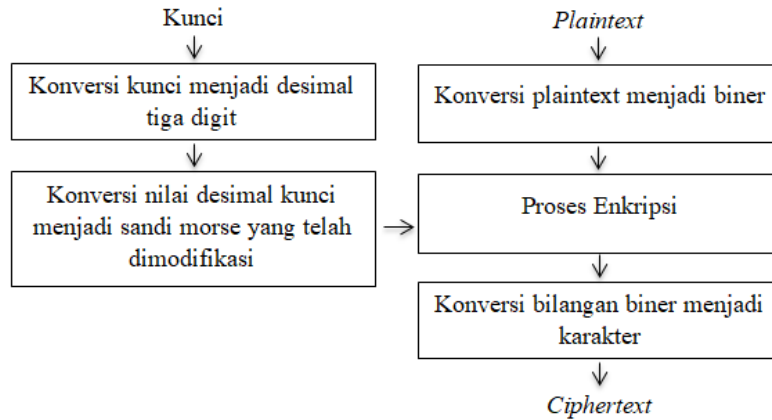 Kunci
Konversi kunci menjadi desimal
tiga digit
Konversi nilai desimal kunci
menjadi sandi morse yang telah
dimodifikasi
Plaintext
Konversi plaintext menjadi biner
Proses Enkripsi
Konversi bilangan biner menjadi
karakter
Ciphertext